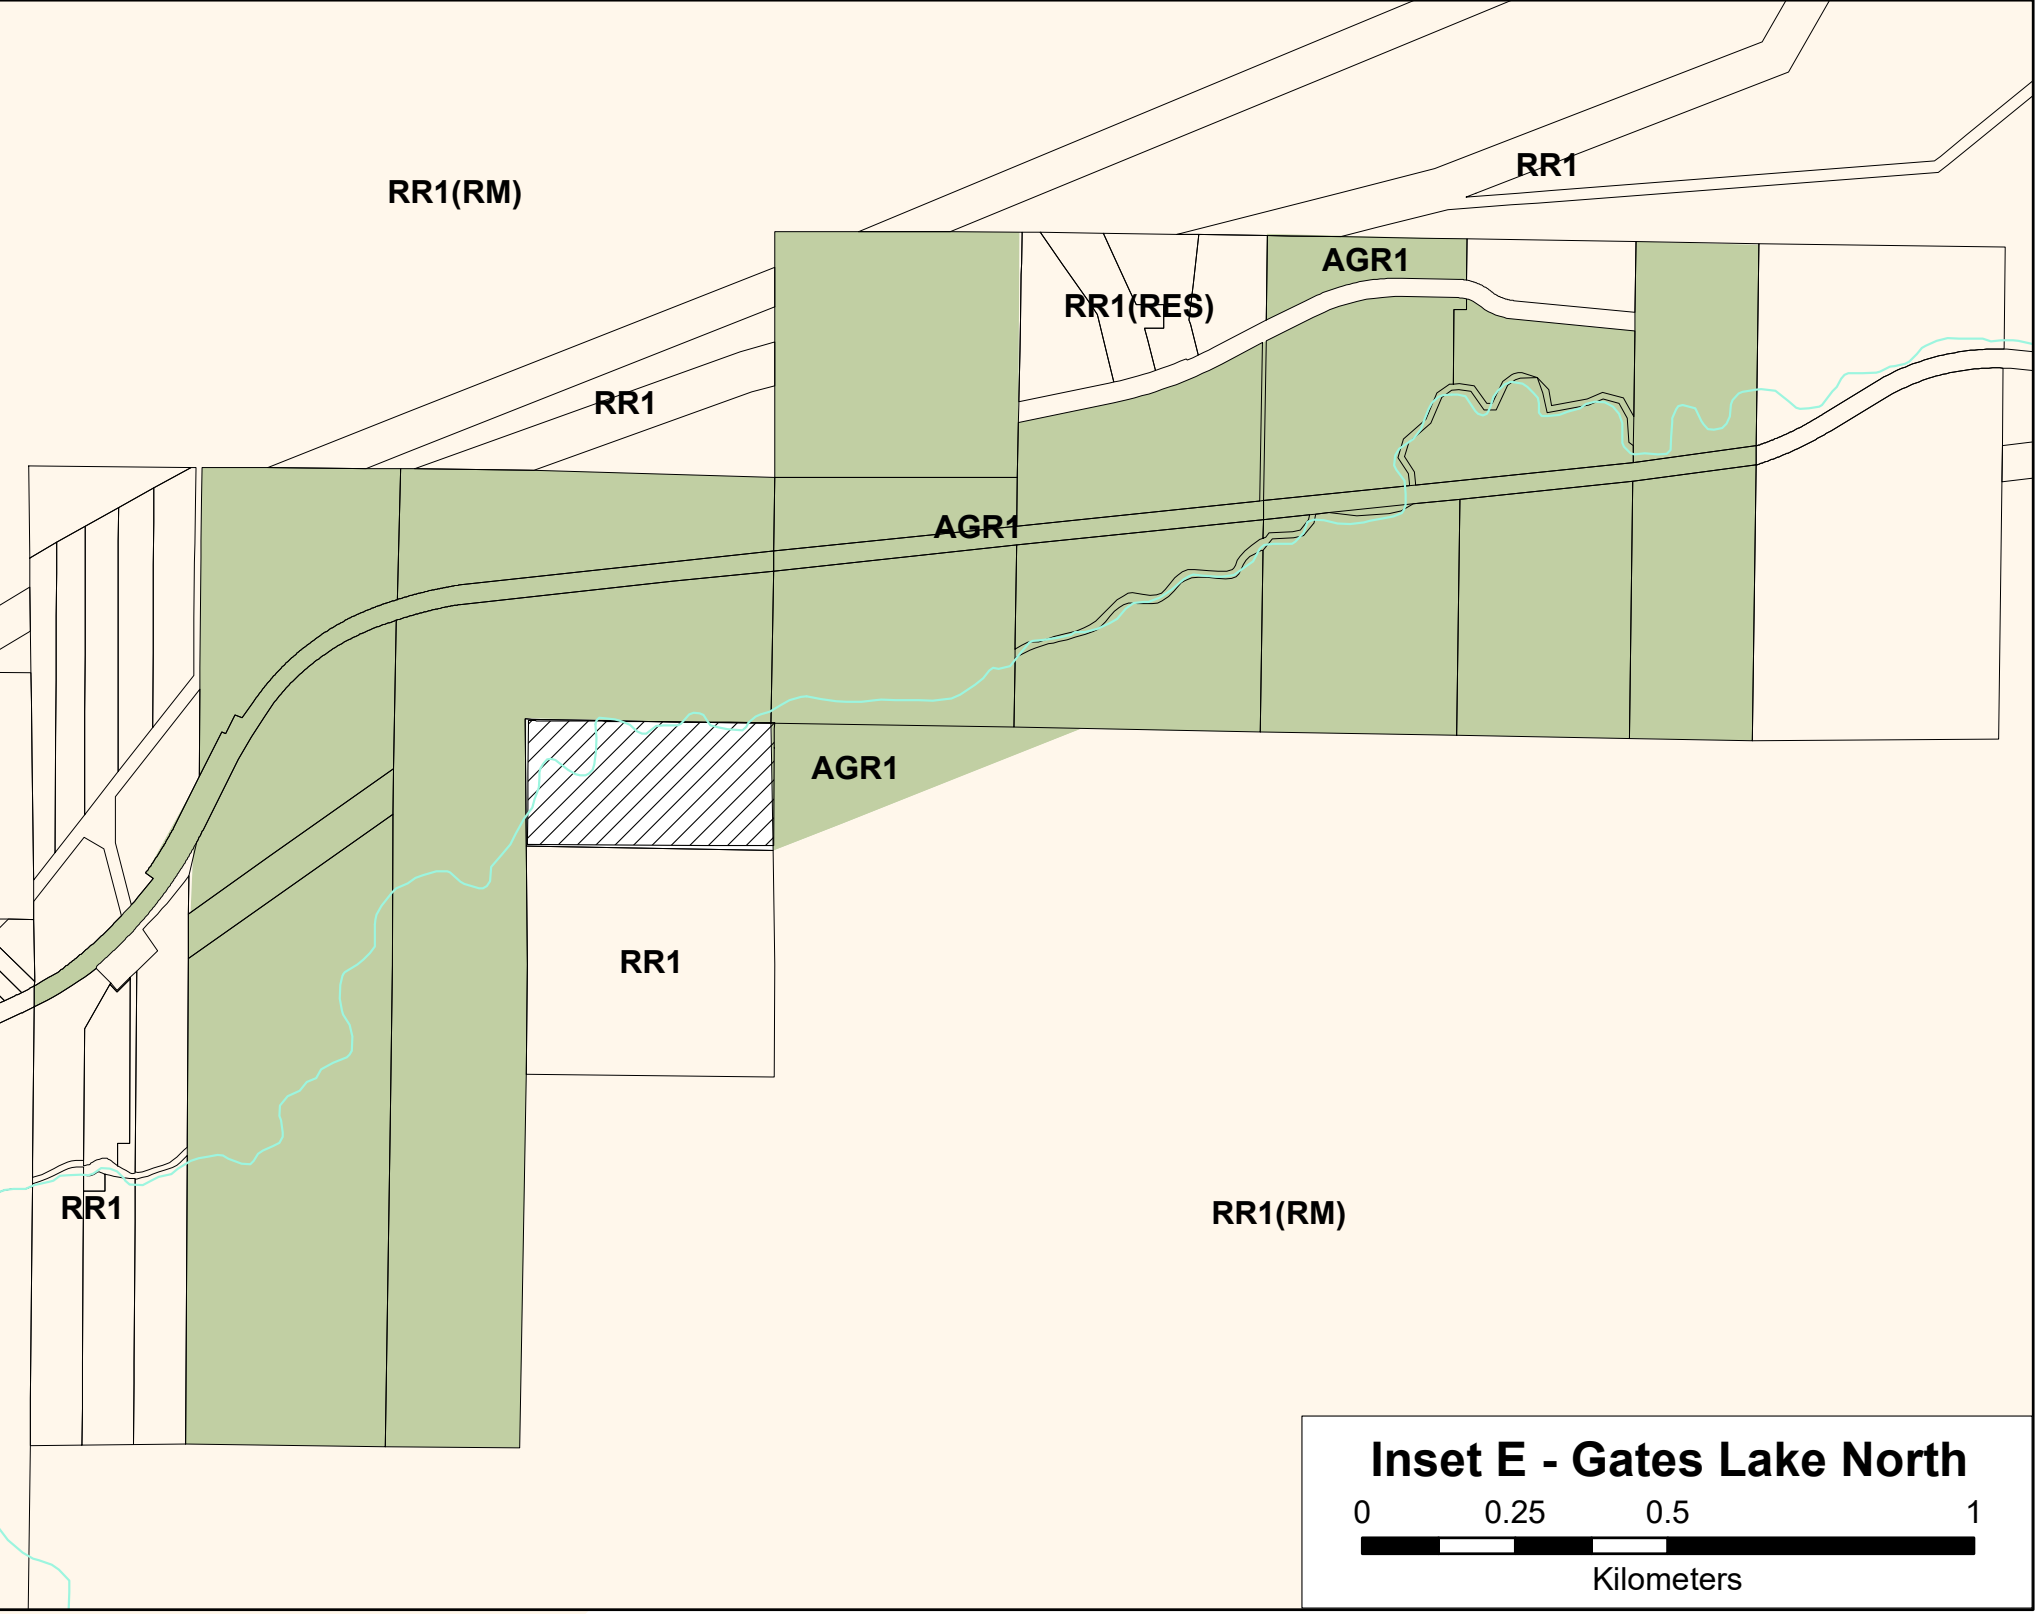 RR1
RR1(RM)
AGR1
RR1(RES)
RR1
AGR1
AGR1
RR1
RR1
RR1(RM)
Inset E - Gates Lake North
0 0.25 0.5 1
Kilometers